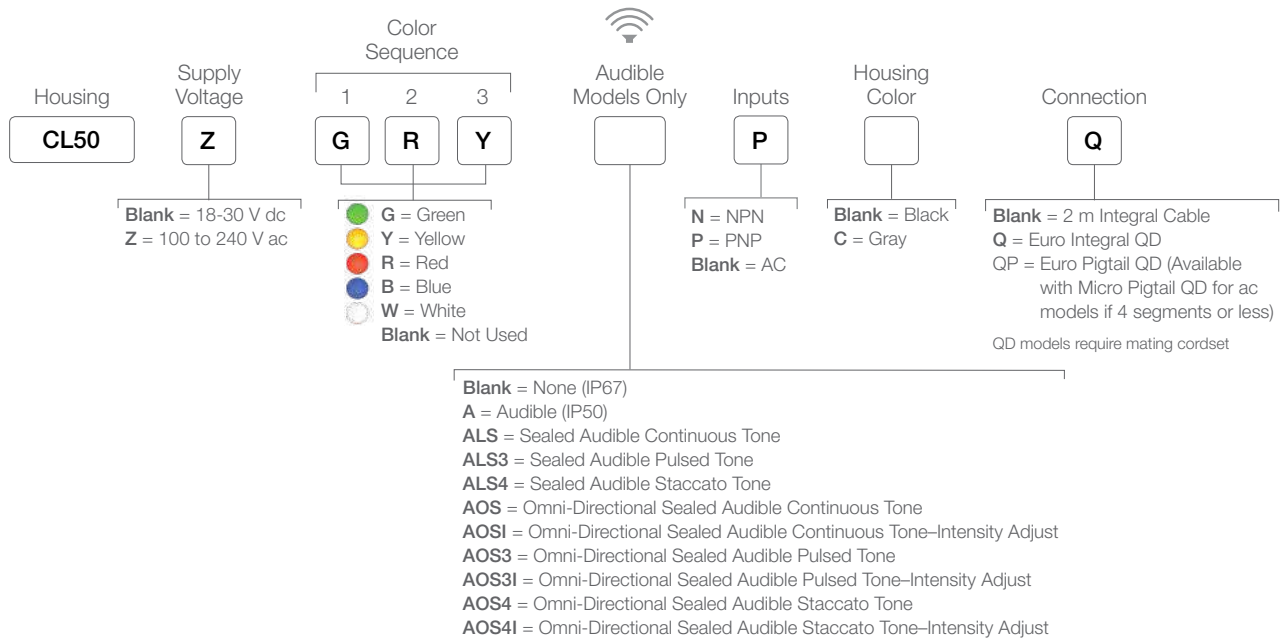 Color
Sequence
Housing
Supply
Voltage
1 2 3
Audible
Models Only
Inputs
Housing
Color
Connection
CL50 Z G R Y P Q
Blank = 18-30 V dc
Z = 100 to 240 V ac
G = Green
Y = Yellow
R = Red
B = Blue
W = White
Blank = Not Used
N = NPN
P = PNP
Blank = AC
Blank = Black
C = Gray
Blank = 2 m Integral Cable
Q = Euro Integral QD
QP = Euro Pigtail QD (Available
with Micro Pigtail QD for ac
models if 4 segments or less)
QD models require mating cordset
Blank = None (IP67)
A = Audible (IP50)
ALS = Sealed Audible Continuous Tone
ALS3 = Sealed Audible Pulsed Tone
ALS4 = Sealed Audible Staccato Tone
AOS = Omni-Directional Sealed Audible Continuous Tone
AOSI = Omni-Directional Sealed Audible Continuous Tone–Intensity Adjust
AOS3 = Omni-Directional Sealed Audible Pulsed Tone
AOS3I = Omni-Directional Sealed Audible Pulsed Tone–Intensity Adjust
AOS4 = Omni-Directional Sealed Audible Staccato Tone
AOS4I = Omni-Directional Sealed Audible Staccato Tone–Intensity Adjust